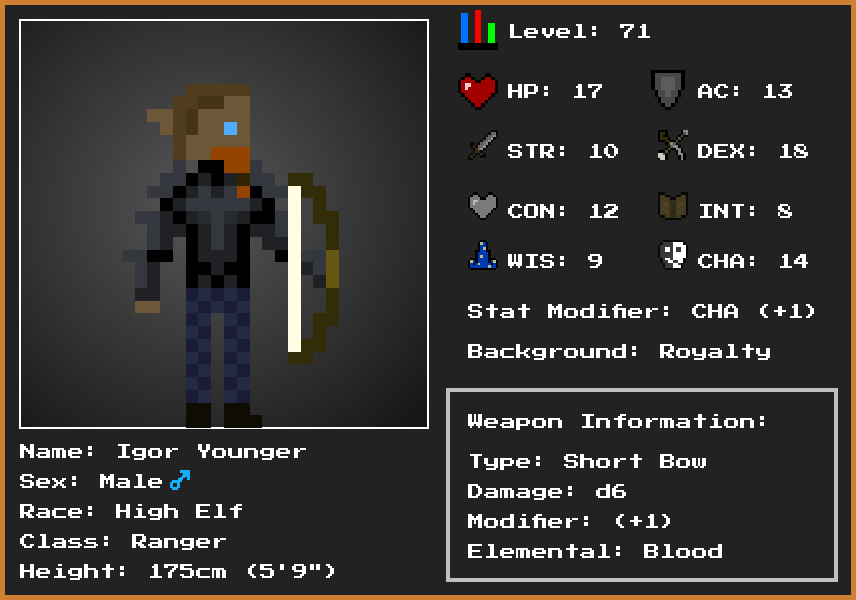 Level: 71
HP: 17
AC: 13
STR: 10
DEX: 18
CON: 12
INT: 8
WIS: 9
CHA: 14
Stat Modifier: CHA (+1)
Background: Royalty
Weapon Information:
Type: Short Bow
Damage: d6
Modifier: (+1)
Elemental: Blood
Name: Igor Younger
Sex: Male♂
Race: High Elf
Class: Ranger
Height: 175cm (5'9")